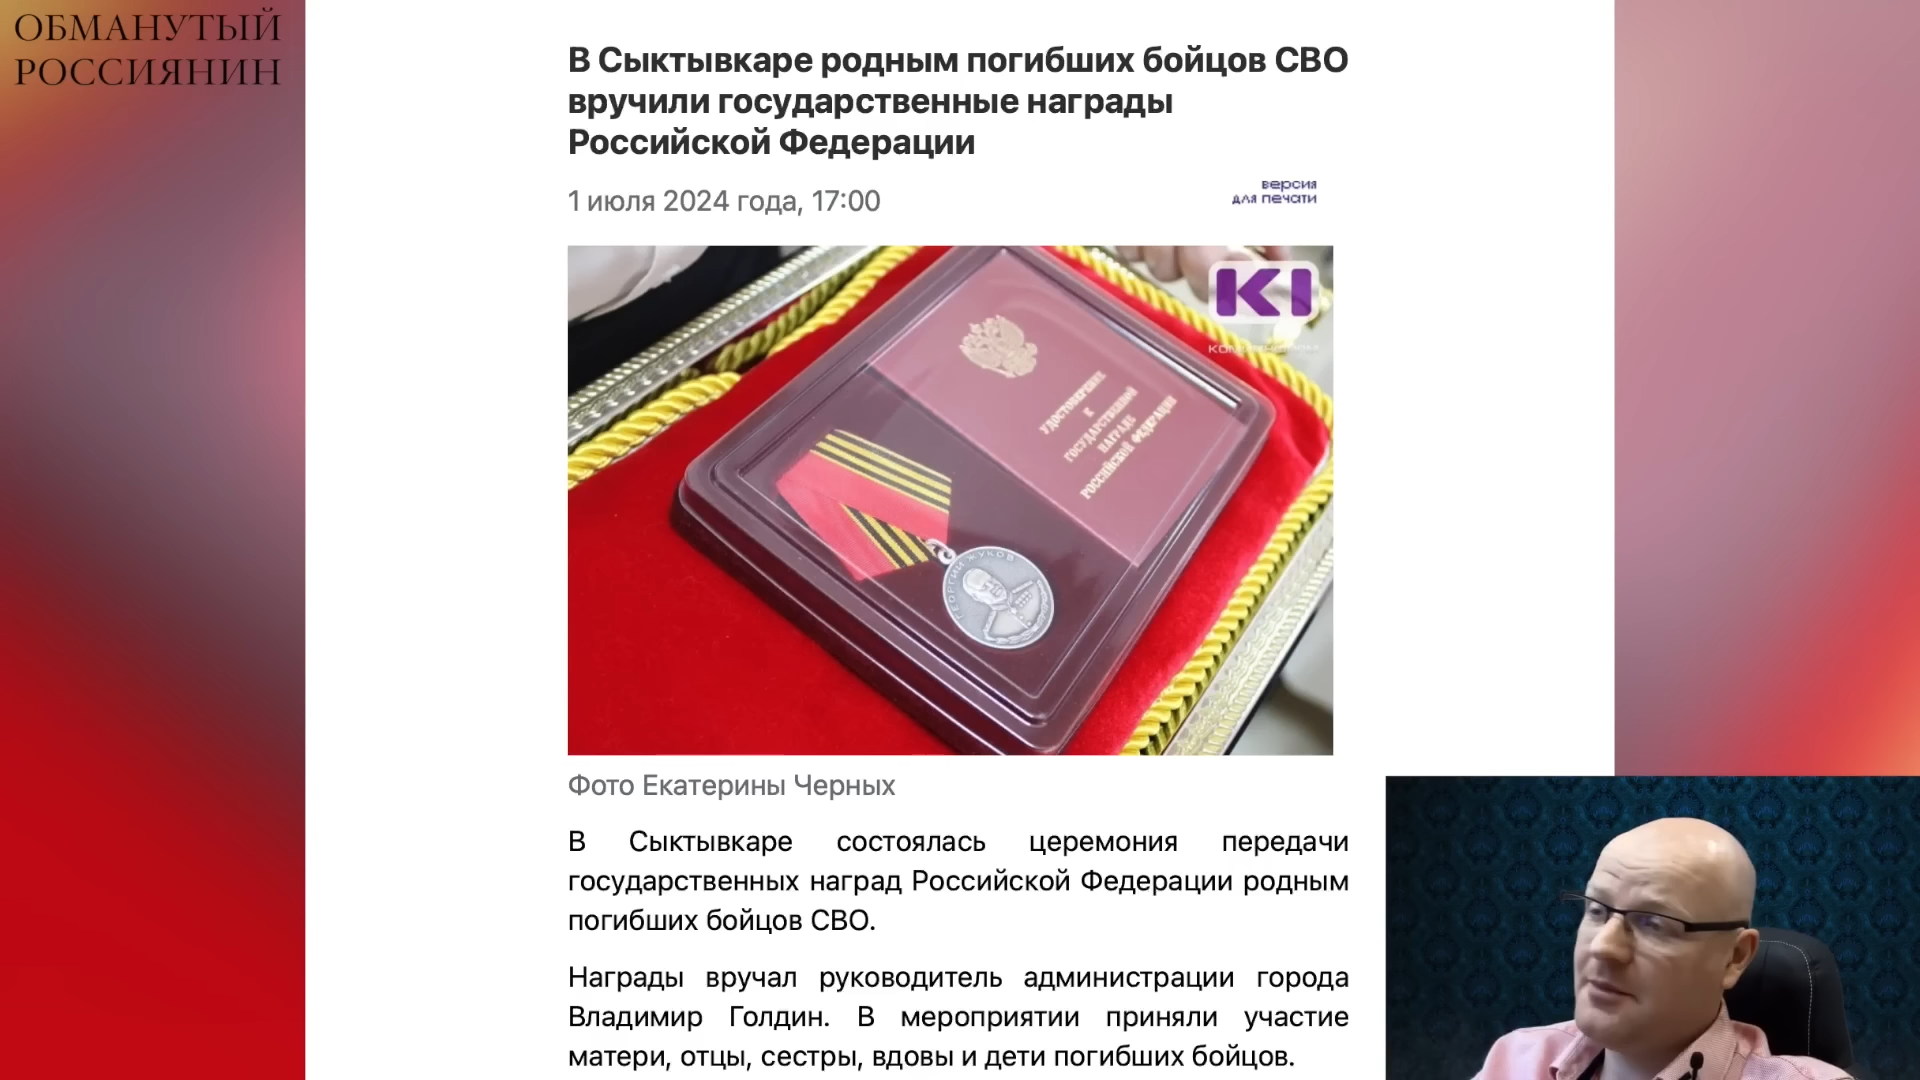 ОБМАНУТЫЙ
РОССИЯНИН
В Сыктывкаре родным погибших бойцов СВО
вручили государственные награды
Российской Федерации
1 июля 2024 года, 17:00
версия
для печати
KI
УДОСТОВЕРЕНИЕ
К
ГОСУДАРСТВЕННОЙ
НАГРАДЕ
РОССИЙСКОЙ ФЕДЕРАЦИИ
ГЕОРГИЙ ЖУКОВ
Фото Екатерины Черных
В Сыктывкаре состоялась церемония передачи
государственных наград Российской Федерации родным
погибших бойцов СВО.
Награды вручал руководитель администрации города
Владимир Голдин. В мероприятии приняли участие
матери, отцы, сестры, вдовы и дети погибших бойцов.